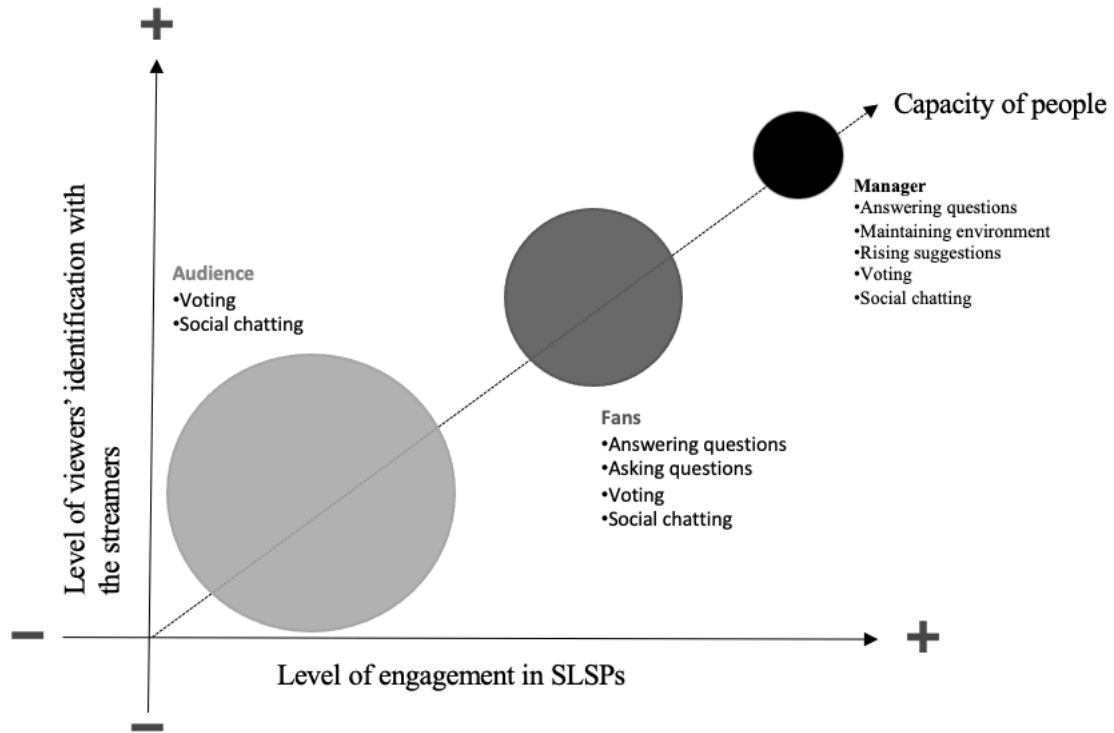 +
Capacity of people
Manager
•Answering questions
•Maintaining environment
•Rising suggestions
•Voting
•Social chatting
Audience
•Voting
•Social chatting
Fans
•Answering questions
•Asking questions
•Voting
•Social chatting
Level of viewers’ identification with
the streamers
−
+
Level of engagement in SLSPs
−